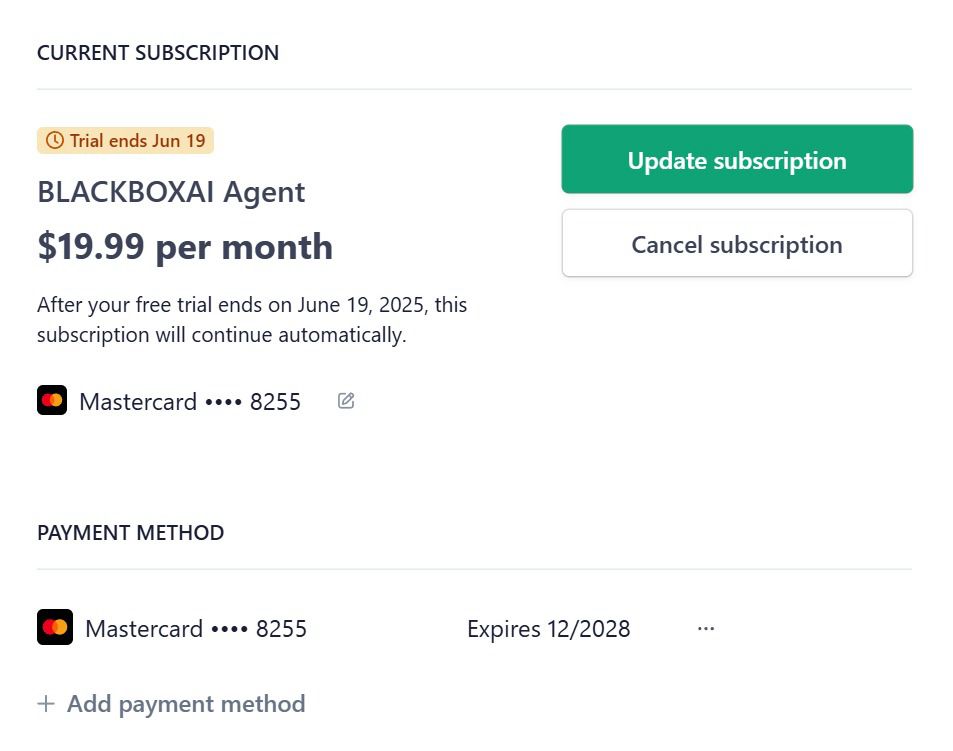 CURRENT SUBSCRIPTION
Trial ends Jun 19
BLACKBOXAI Agent
$19.99 per month
After your free trial ends on June 19, 2025, this
subscription will continue automatically.
Mastercard •••• 8255
Update subscription
Cancel subscription
PAYMENT METHOD
Mastercard •••• 8255 Expires 12/2028 ···
+ Add payment method